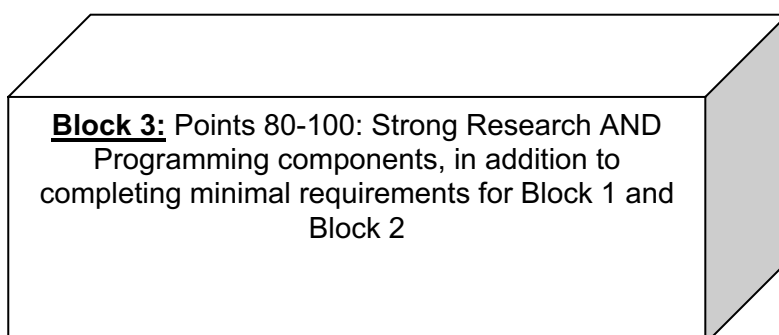 Block 3: Points 80-100: Strong Research AND
Programming components, in addition to
completing minimal requirements for Block 1 and
Block 2